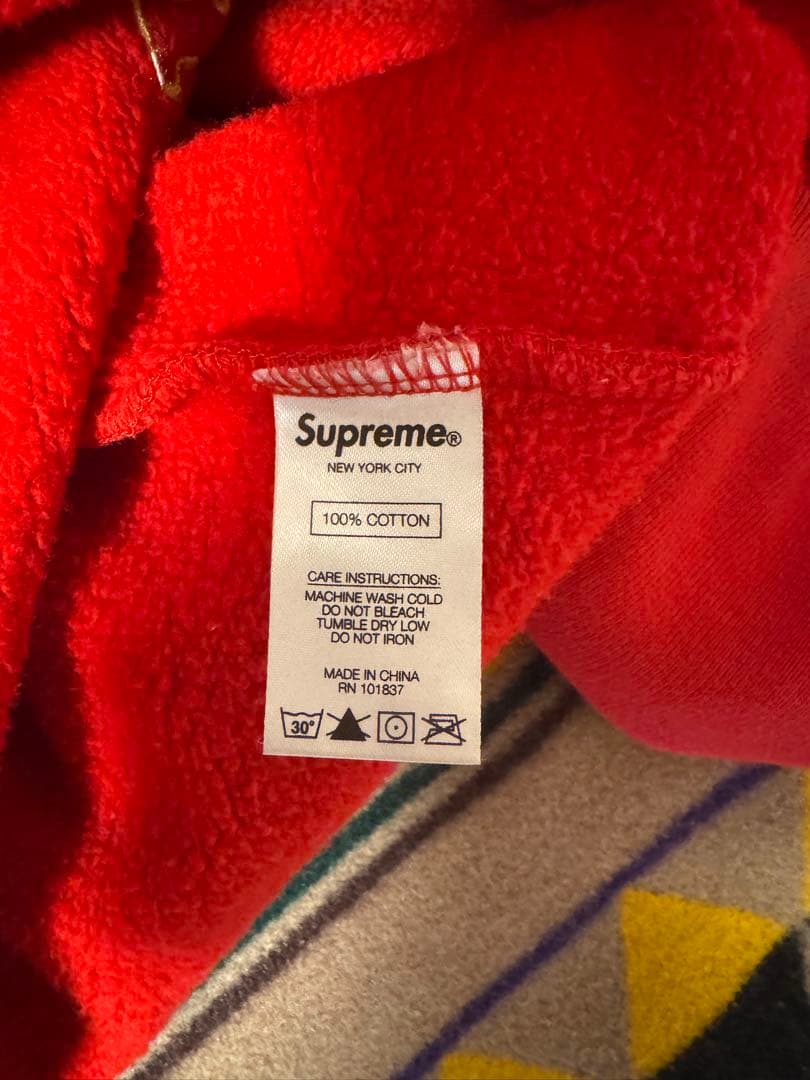 Supreme®
NEW YORK CITY
100% COTTON
CARE INSTRUCTIONS:
MACHINE WASH COLD
DO NOT BLEACH
TUMBLE DRY LOW
DO NOT IRON
MADE IN CHINA
RN 101837
30°